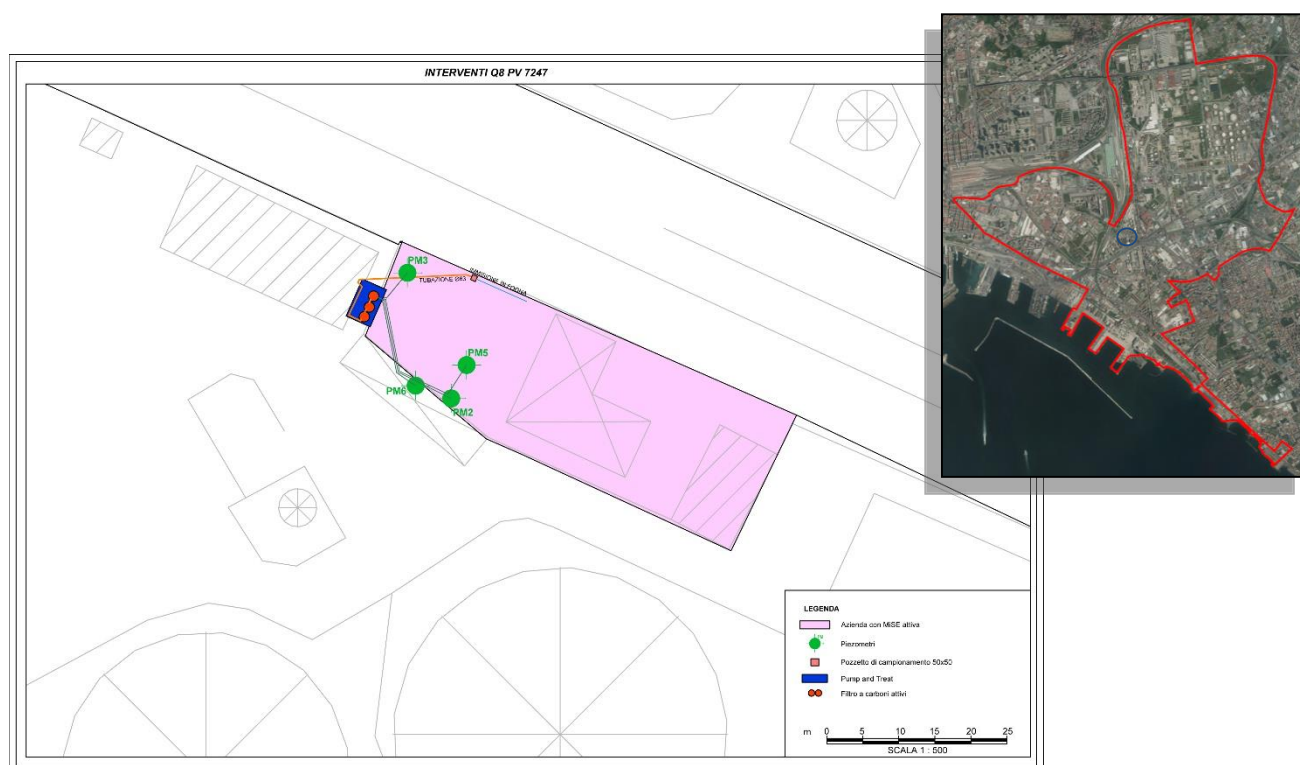 INTERVENTI Q8 PV 7247
PM3
IMMISSIONE IN FOGNA
PM5
PM6
PM2
LEGENDA
Azienda con MiSE attiva
Piezometri
Pozzetto di campionamento 50x50
Pump and Treat
Filtro a carboni attivi
m 0 5 10 15 20 25
SCALA 1 : 500